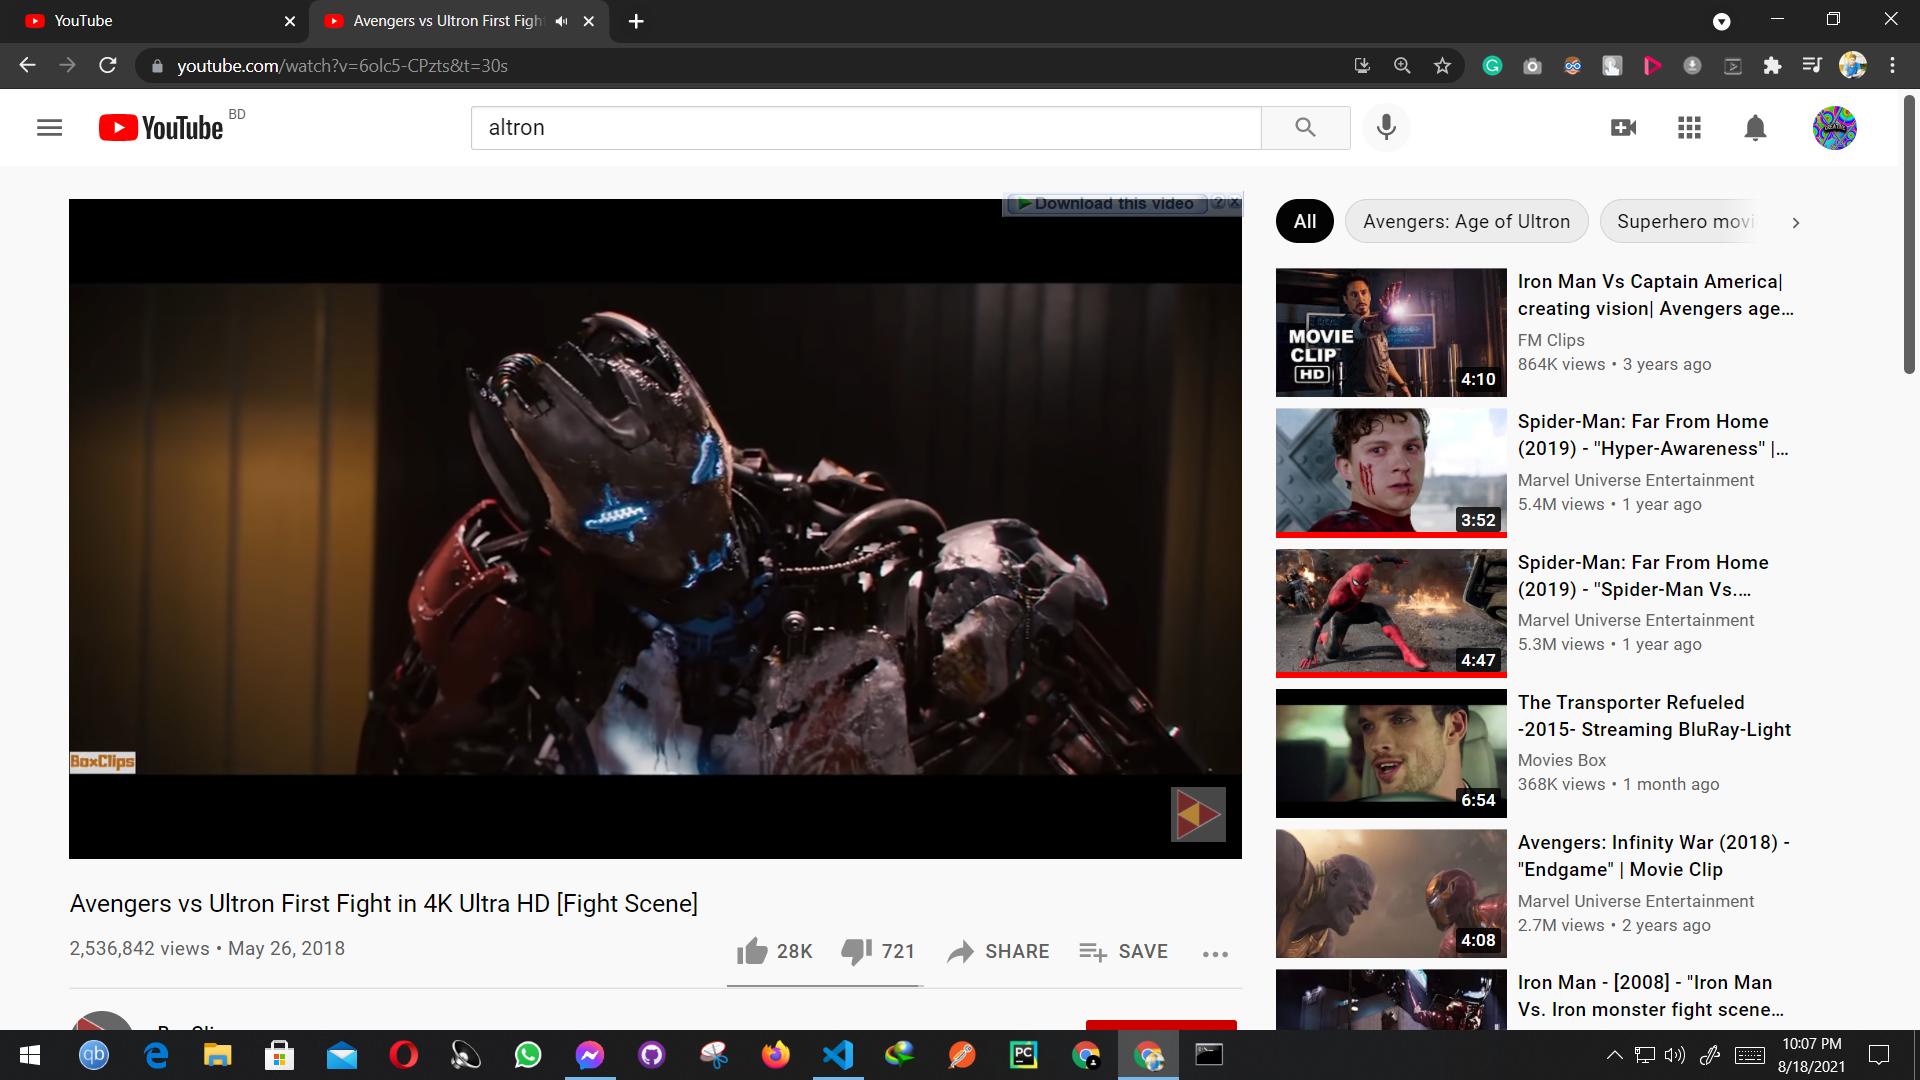 YouTube
Avengers vs Ultron First Fight
youtube.com/watch?v=6olc5-CPzts&t=30s
YouTube BD
altron
Download this video ? x
All
Avengers: Age of Ultron
Superhero movi
MOVIE
CLIP
HD
4:10
Iron Man Vs Captain America|
creating vision| Avengers age...
FM Clips
864K views • 3 years ago
3:52
Spider-Man: Far From Home
(2019) - "Hyper-Awareness" |...
Marvel Universe Entertainment
5.4M views • 1 year ago
4:47
Spider-Man: Far From Home
(2019) - "Spider-Man Vs....
Marvel Universe Entertainment
5.3M views • 1 year ago
6:54
The Transporter Refueled
-2015- Streaming BluRay-Light
Movies Box
368K views • 1 month ago
4:08
Avengers: Infinity War (2018) -
"Endgame" | Movie Clip
Marvel Universe Entertainment
2.7M views • 2 years ago
Iron Man - [2008] - "Iron Man
Vs. Iron monster fight scene...
BoxClips
Avengers vs Ultron First Fight in 4K Ultra HD [Fight Scene]
2,536,842 views • May 26, 2018
28K
721
SHARE
SAVE
qb
PC
10:07 PM
8/18/2021